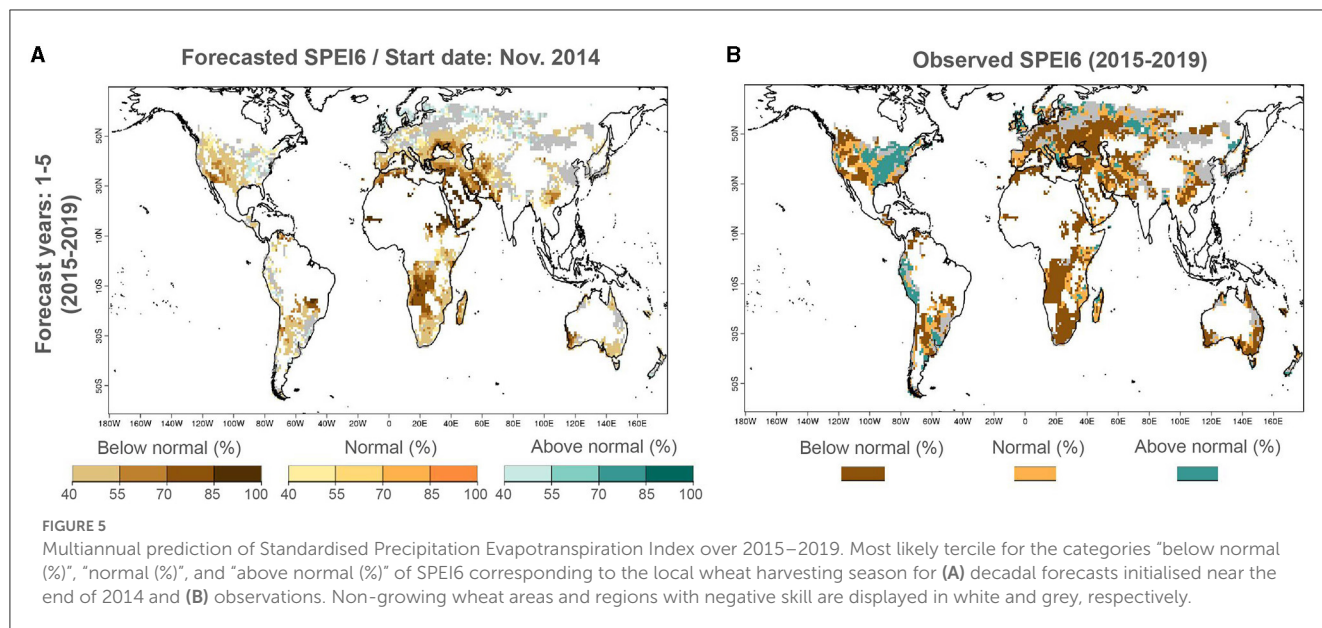 A
Forecasted SPEI6 / Start date: Nov. 2014
Forecast years: 1-5
(2015-2019)
50N
30N
10N
10S
30S
50S
180W 160W 140W 120W 100W 80W 60W 40W 20W 0 20E 40E 60E 80E 100E 120E 140E 160E
Below normal (%) Normal (%) Above normal (%)
40 55 70 85 100 40 55 70 85 100 40 55 70 85 100
B
Observed SPEI6 (2015-2019)
50N
30N
10N
10S
30S
50S
180W 160W 140W 120W 100W 80W 60W 40W 20W 0 20E 40E 60E 80E 100E 120E 140E 160E
Below normal (%) Normal (%) Above normal (%)
FIGURE 5
Multiannual prediction of Standardised Precipitation Evapotranspiration Index over 2015–2019. Most likely tercile for the categories “below normal
(%)”, “normal (%)”, and “above normal (%)” of SPEI6 corresponding to the local wheat harvesting season for (A) decadal forecasts initialised near the
end of 2014 and (B) observations. Non-growing wheat areas and regions with negative skill are displayed in white and grey, respectively.